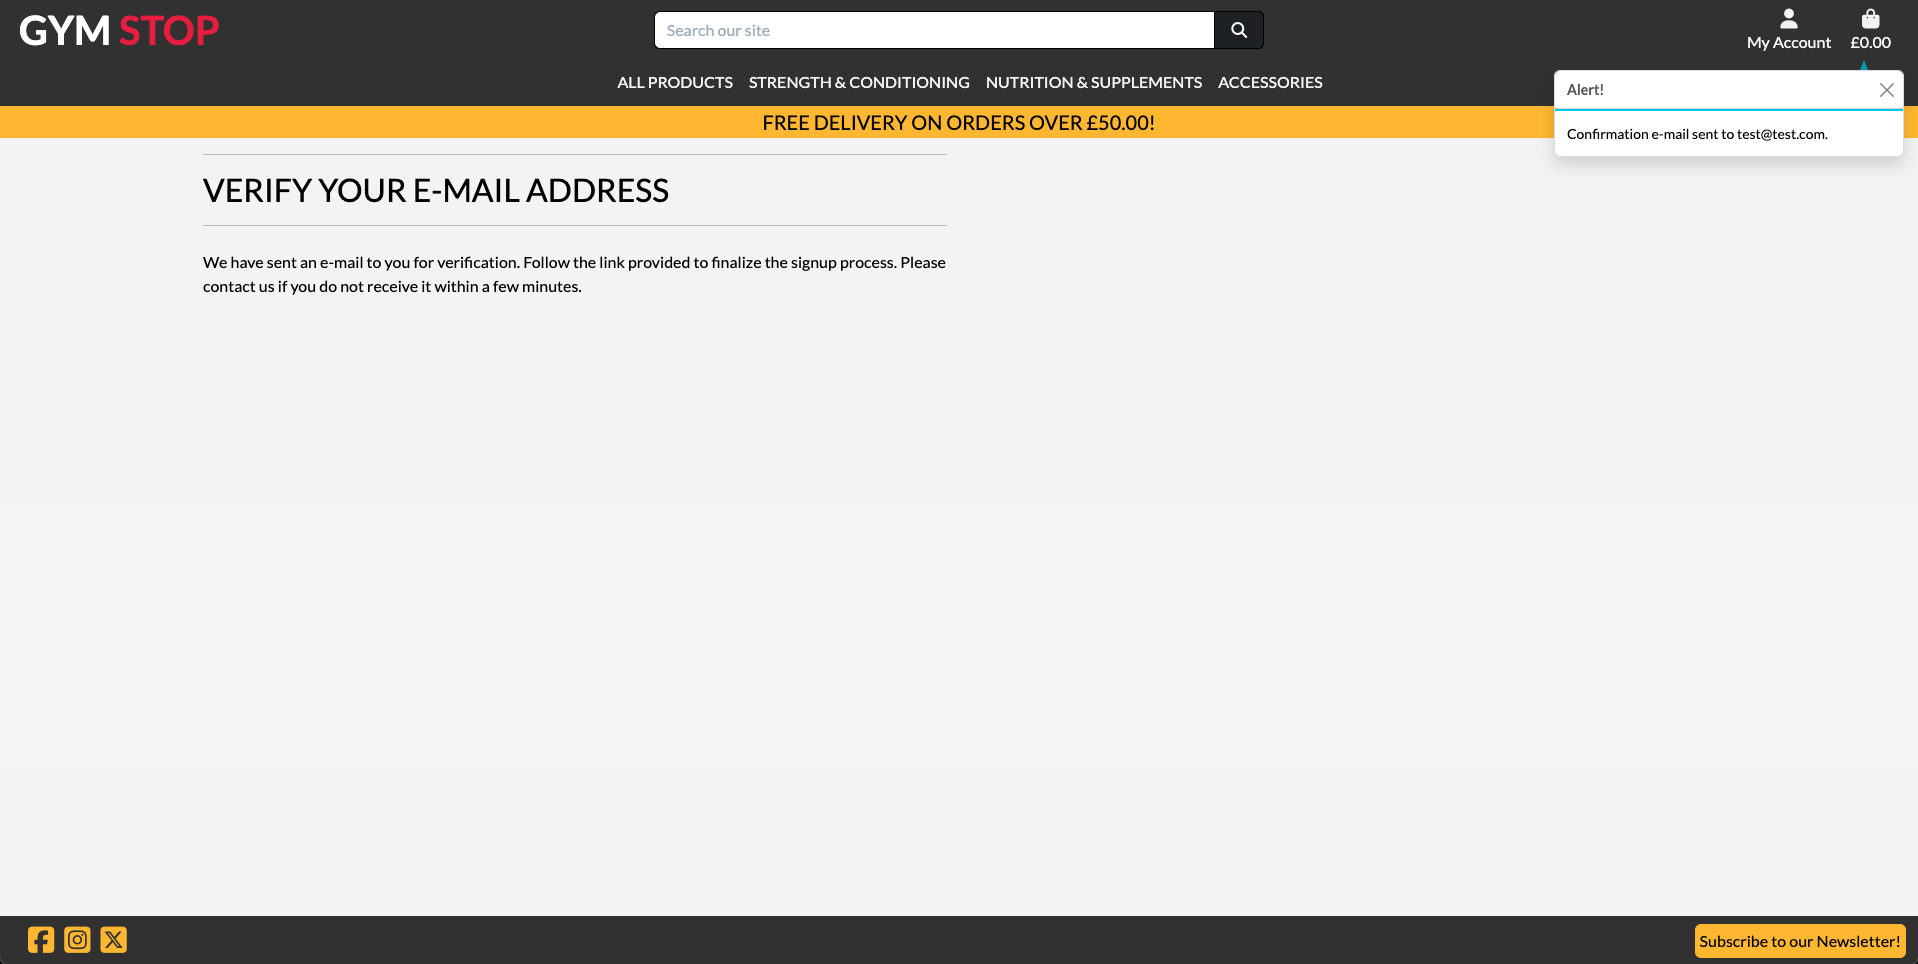 GYM STOP
Search our site
My Account
£0.00
ALL PRODUCTS STRENGTH & CONDITIONING NUTRITION & SUPPLEMENTS ACCESSORIES
Alert!
Confirmation e-mail sent to test@test.com.
FREE DELIVERY ON ORDERS OVER £50.00!
VERIFY YOUR E-MAIL ADDRESS
We have sent an e-mail to you for verification. Follow the link provided to finalize the signup process. Please
contact us if you do not receive it within a few minutes.
Subscribe to our Newsletter!